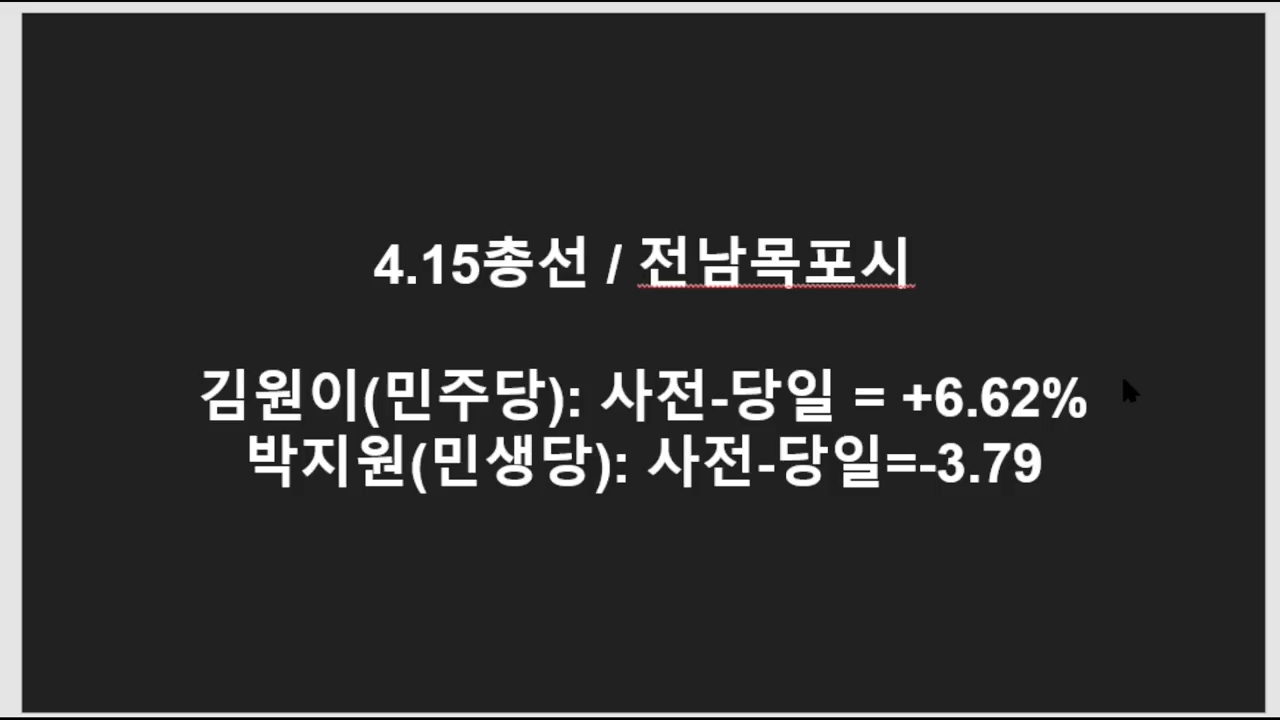 4.15총선 / 전남목포시
김원이(민주당): 사전-당일 = +6.62%
박지원(민생당): 사전-당일=-3.79